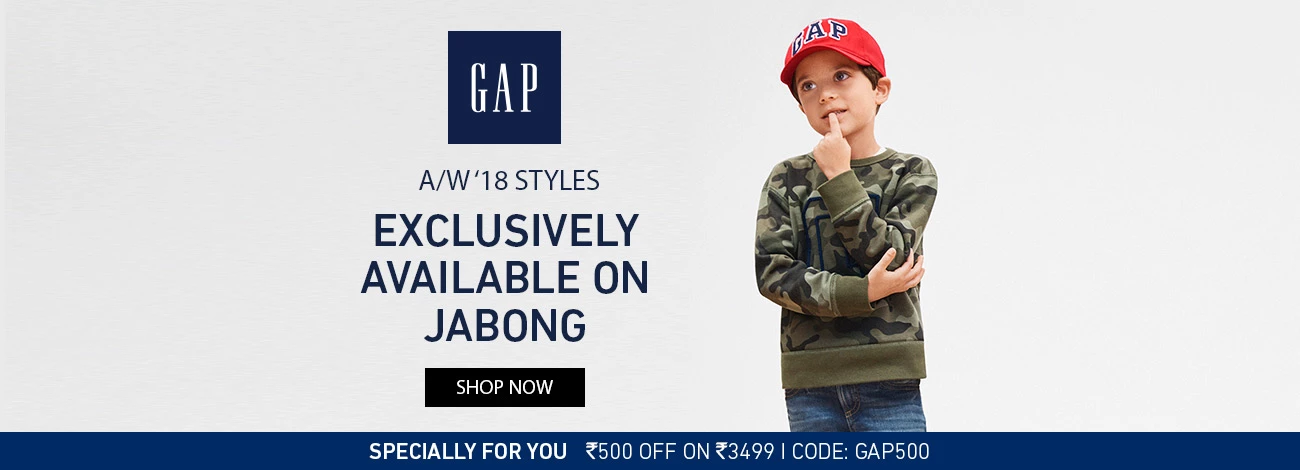 GAP
GAP
A/W ‘18 STYLES
EXCLUSIVELY
AVAILABLE ON
JABONG
SHOP NOW
SPECIALLY FOR YOU ₹500 OFF ON ₹3499 I CODE: GAP500